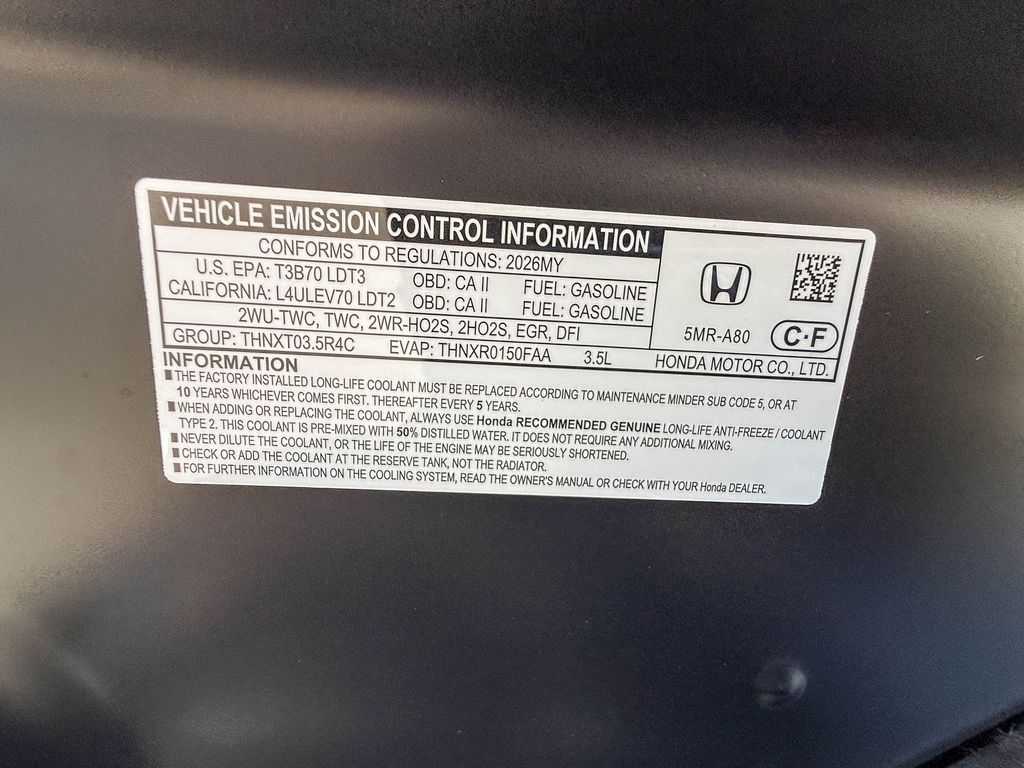 VEHICLE EMISSION CONTROL INFORMATION
CONFORMS TO REGULATIONS: 2026MY
U.S. EPA: T3B70 LDT3 OBD: CA II FUEL: GASOLINE
CALIFORNIA: L4ULEV70 LDT2 OBD: CA II FUEL: GASOLINE
2WU-TWC, TWC, 2WR-HO2S, 2HO2S, EGR, DFI
5MR-A80 C·F
GROUP: THNXT03.5R4C EVAP: THNXR0150FAA 3.5L HONDA MOTOR CO., LTD.
INFORMATION
■ THE FACTORY INSTALLED LONG-LIFE COOLANT MUST BE REPLACED ACCORDING TO MAINTENANCE MINDER SUB CODE 5, OR AT
10 YEARS WHICHEVER COMES FIRST. THEREAFTER EVERY 5 YEARS.
■ WHEN ADDING OR REPLACING THE COOLANT, ALWAYS USE Honda RECOMMENDED GENUINE LONG-LIFE ANTI-FREEZE / COOLANT
TYPE 2. THIS COOLANT IS PRE-MIXED WITH 50% DISTILLED WATER. IT DOES NOT REQUIRE ANY ADDITIONAL MIXING.
■ NEVER DILUTE THE COOLANT, OR THE LIFE OF THE ENGINE MAY BE SERIOUSLY SHORTENED.
■ CHECK OR ADD THE COOLANT AT THE RESERVE TANK, NOT THE RADIATOR.
■ FOR FURTHER INFORMATION ON THE COOLING SYSTEM, READ THE OWNER'S MANUAL OR CHECK WITH YOUR Honda DEALER.